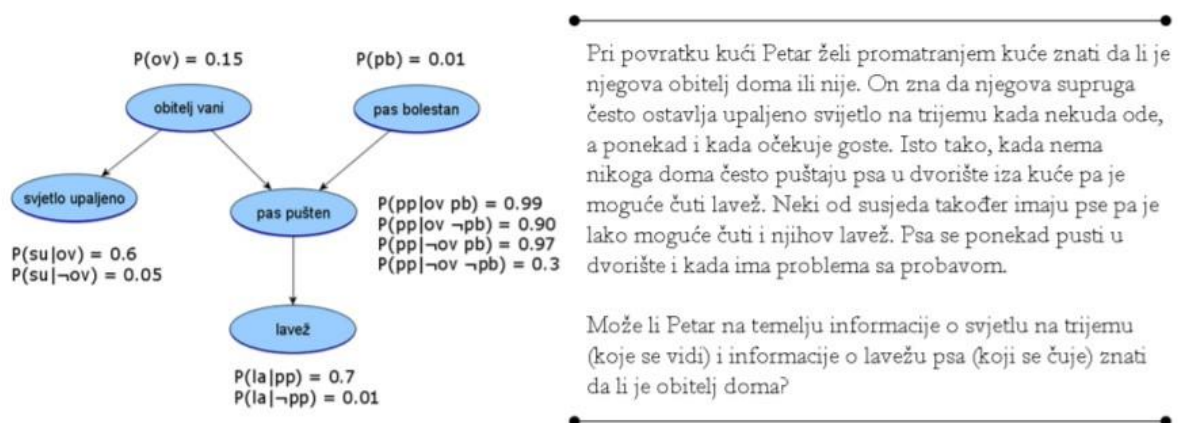 P(ov) = 0.15
P(pb) = 0.01
obitelj vani
pas bolestan
svjetlo upaljeno
pas pušten
P(su|ov) = 0.6
P(su|¬ov) = 0.05
P(pp|ov pb) = 0.99
P(pp|ov ¬pb) = 0.90
P(pp|¬ov pb) = 0.97
P(pp|¬ov ¬pb) = 0.3
lavež
P(la|pp) = 0.7
P(la|¬pp) = 0.01
Pri povratku kući Petar želi promatranjem kuće znati da li je
njegova obitelj doma ili nije. On zna da njegova supruga
često ostavlja upaljeno svijetlo na trijemu kada nekuda ode,
a ponekad i kada očekuje goste. Isto tako, kada nema
nikoga doma često puštaju psa u dvorište iza kuće pa je
moguće čuti lavež. Neki od susjeda također imaju pse pa je
lako moguće čuti i njihov lavež. Psa se ponekad pusti u
dvorište i kada ima problema sa probavom.
Može li Petar na temelju informacije o svjetlu na trijemu
(koje se vidi) i informacije o lavežu psa (koji se čuje) znati
da li je obitelj doma?